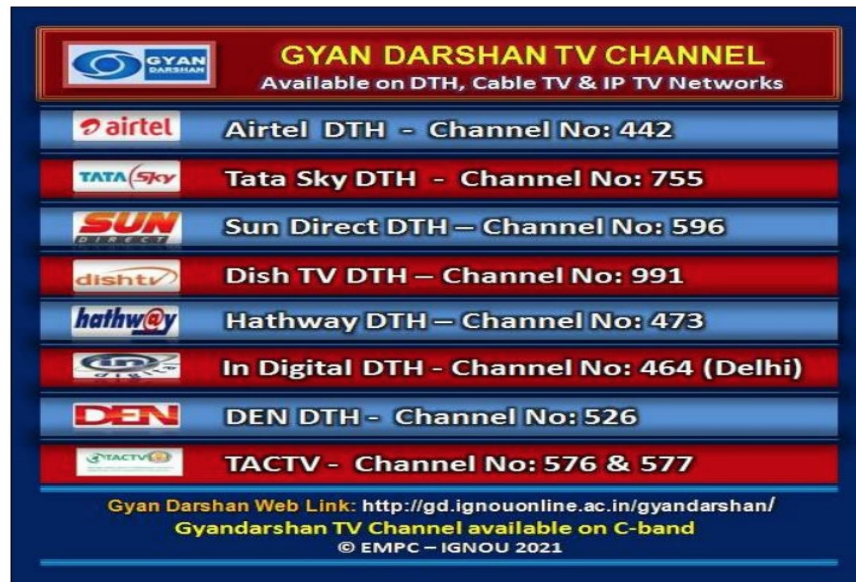 GYAN DARSHAN
GYAN DARSHAN TV CHANNEL
Available on DTH, Cable TV & IP TV Networks
airtel
Airtel DTH - Channel No: 442
TATA Sky
Tata Sky DTH - Channel No: 755
SUN DIRECT
Sun Direct DTH – Channel No: 596
dishtv
Dish TV DTH – Channel No: 991
hathw@y
Hathway DTH – Channel No: 473
in digital
In Digital DTH - Channel No: 464 (Delhi)
DEN
DEN DTH - Channel No: 526
TACTV
TACTV - Channel No: 576 & 577
Gyan Darshan Web Link: http://gd.ignouonline.ac.in/gyandarshan/
Gyandarshan TV Channel available on C-band
© EMPC – IGNOU 2021